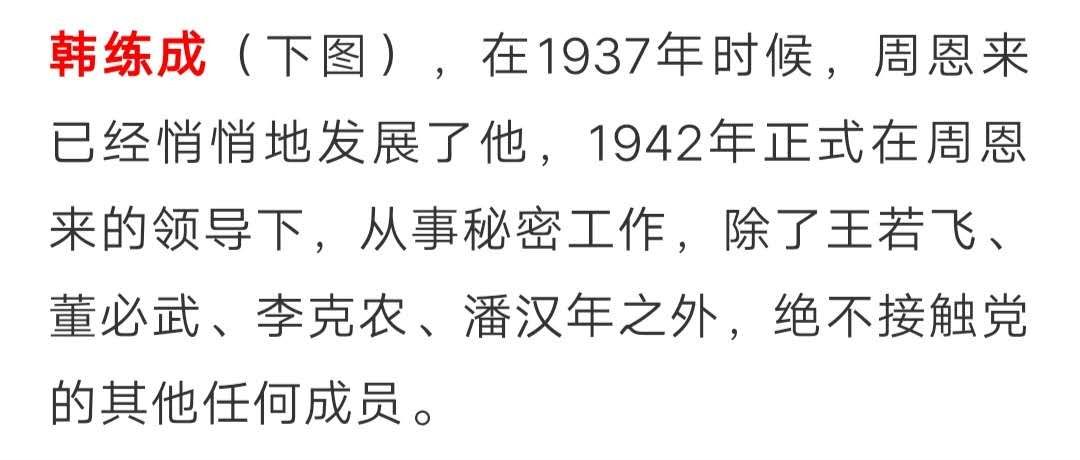 韩练成（下图），在1937年时候，周恩来
已经悄悄地发展了他，1942年正式在周恩
来的领导下，从事秘密工作，除了王若飞、
董必武、李克农、潘汉年之外，绝不接触党
的其他任何成员。